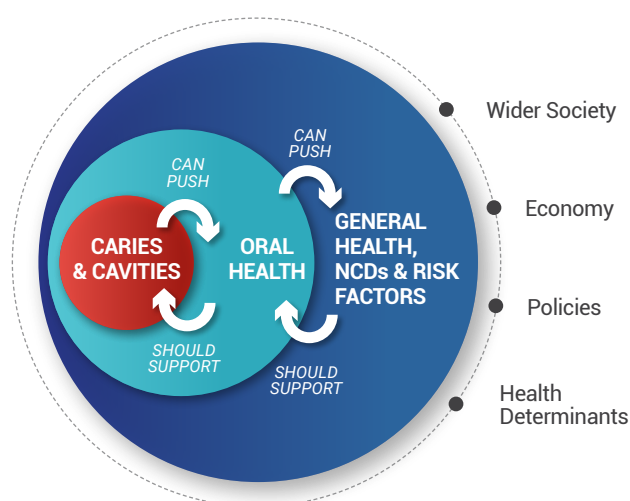 CAN
PUSH
CAN
PUSH
CARIES
& CAVITIES
ORAL
HEALTH
GENERAL
HEALTH,
NCDs & RISK
FACTORS
SHOULD
SUPPORT
SHOULD
SUPPORT
Wider Society
Economy
Policies
Health
Determinants